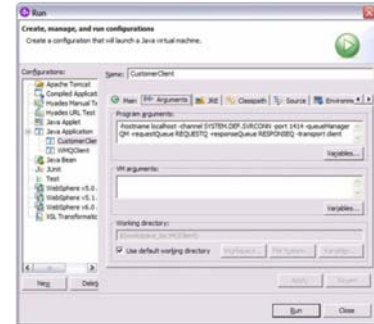 Run
Create, manage, and run configurations
Create a configuration that will launch a Java virtual machine.
Configurations:
Apache Tomcat
Compiled Applicati
Hyades Manual Te
Hyades URL Test
Java Applet
Java Application
CustomerClier
WMQClient
Java Bean
JUnit
Test
WebSphere v5.0
WebSphere v5.1
WebSphere v6.0
XSL Transformatic
New
Delete
Name: CustomerClient
Main
Arguments
JRE
Classpath
Source
Environme
Program arguments:
-hostname localhost -channel SYSTEM.DEF.SVRCONN -port 1414 -queueManager
QM -requestQueue REQUESTQ -responseQueue RESPONSEQ -transport client
Variables...
VM arguments:
Variables...
Working directory:
Use default working directory
Workspace...
File System...
Variables...
Apply
Revert
Run
Close